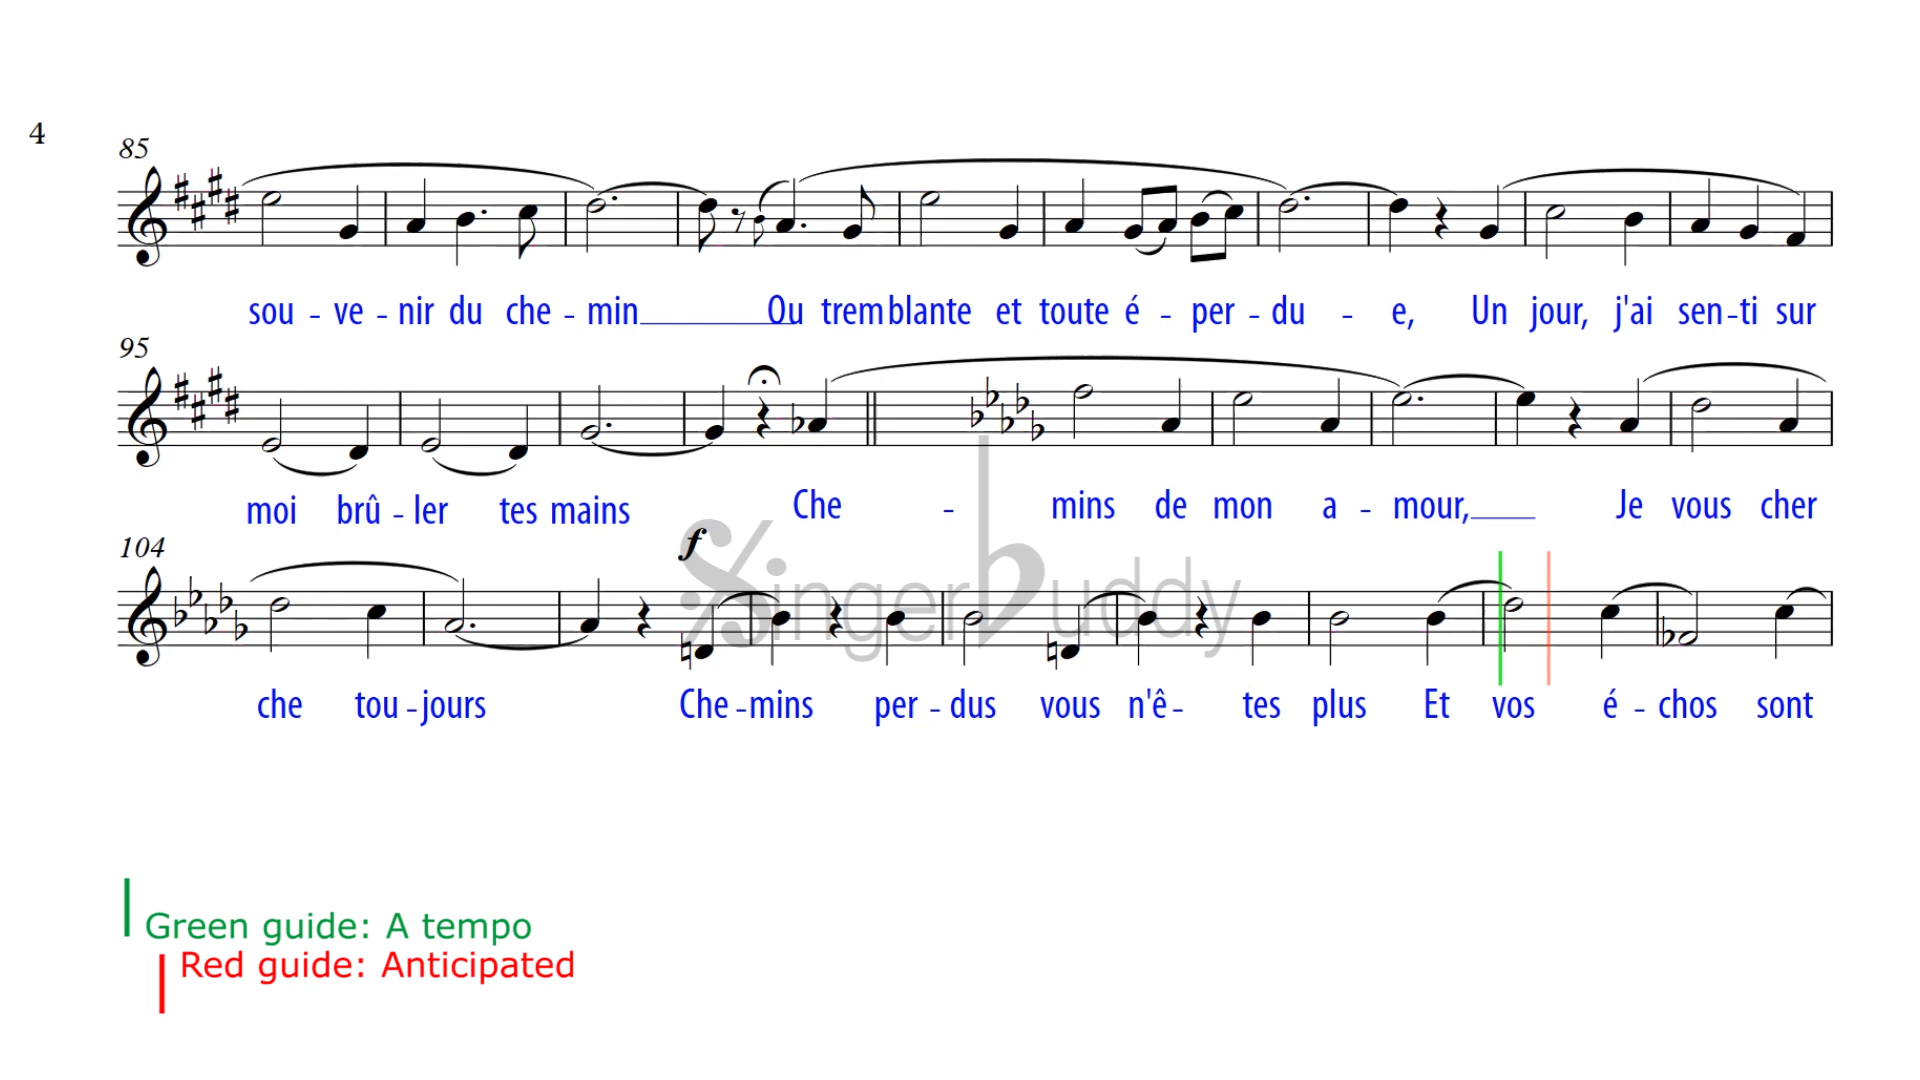 4
85
sou - ve - nir du che - min Ou tremblante et toute é - per - du - e, Un jour, j'ai sen-ti sur
95
moi brû - ler tes mains Che - mins de mon a - mour, Je vous cher
104
f
che tou-jours Che-mins per - dus vous n'ê- tes plus Et vos é - chos sont
Singerbuddy
Green guide: A tempo
Red guide: Anticipated